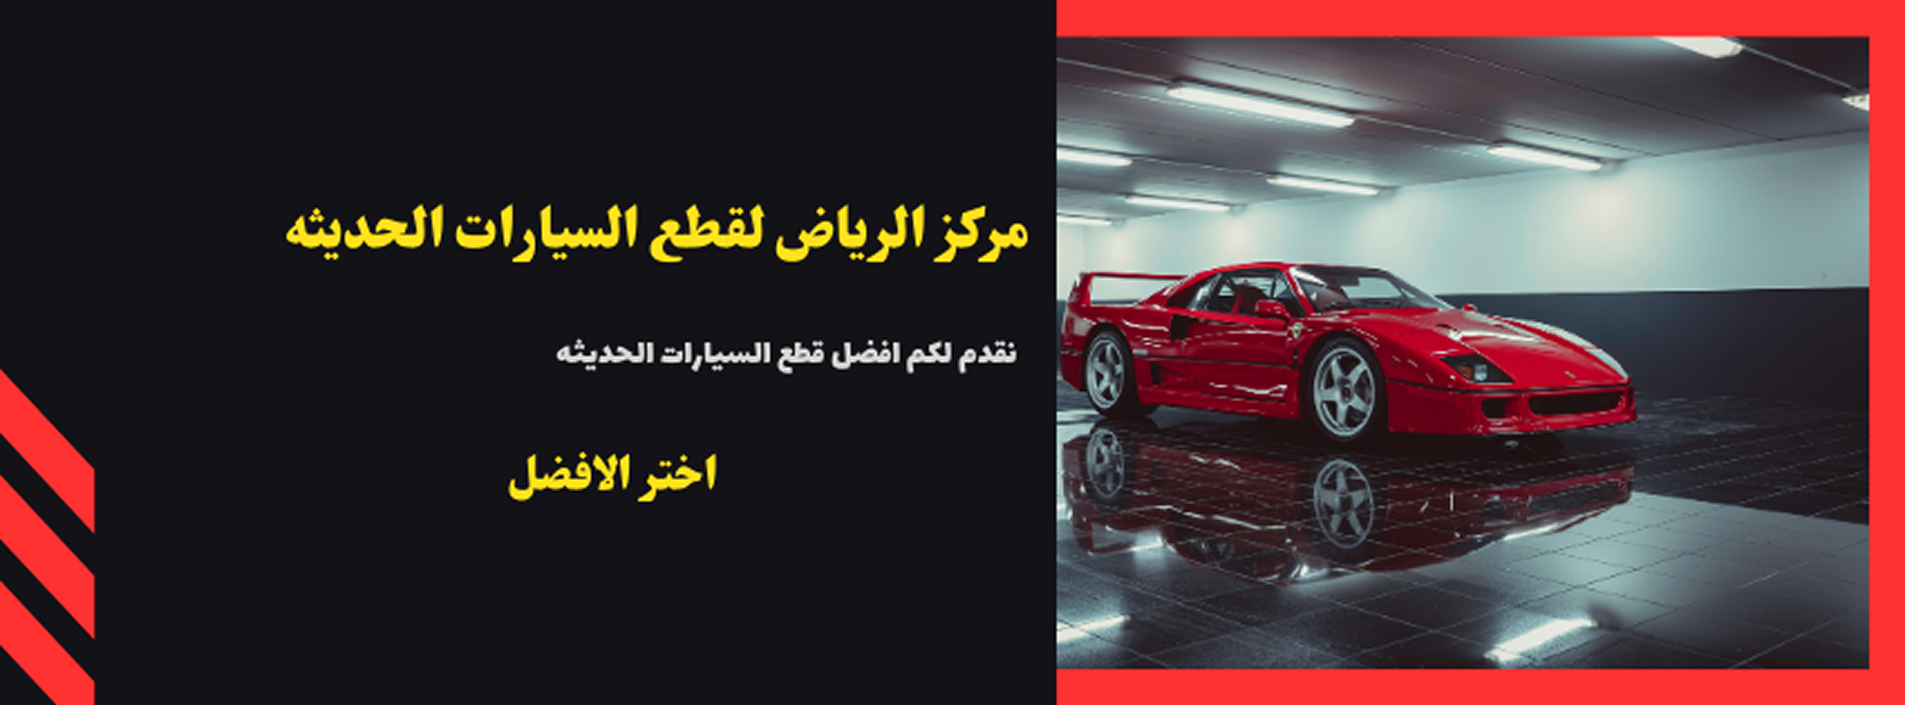 مركز الرياض لقطع السيارات الحديثه
نقدم لكم افضل قطع السيارات الحديثه
اختر الافضل